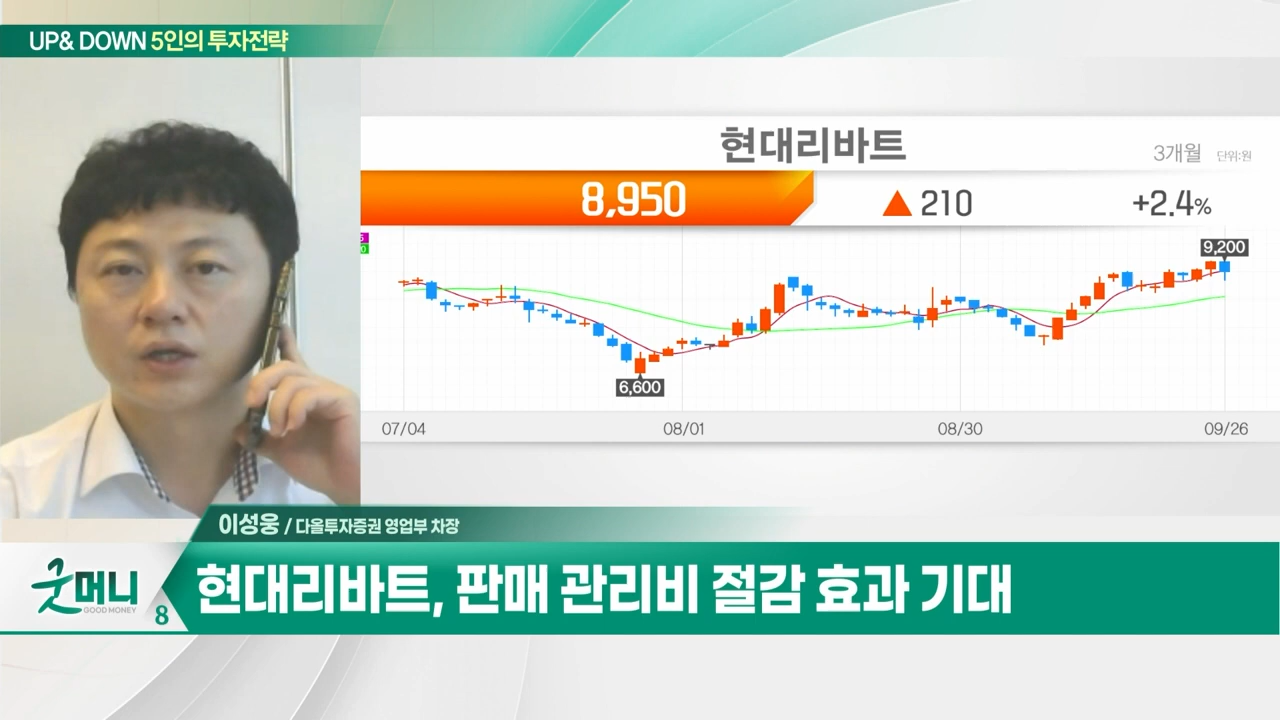 UP& DOWN 5인의 투자전략
현대리바트
3개월 단위:원
8,950 ▲ 210 +2.4%
9,200
6,600
07/04 08/01 08/30 09/26
이성웅 / 다올투자증권 영업부 차장
굿머니
GOOD MONEY
8
현대리바트, 판매 관리비 절감 효과 기대